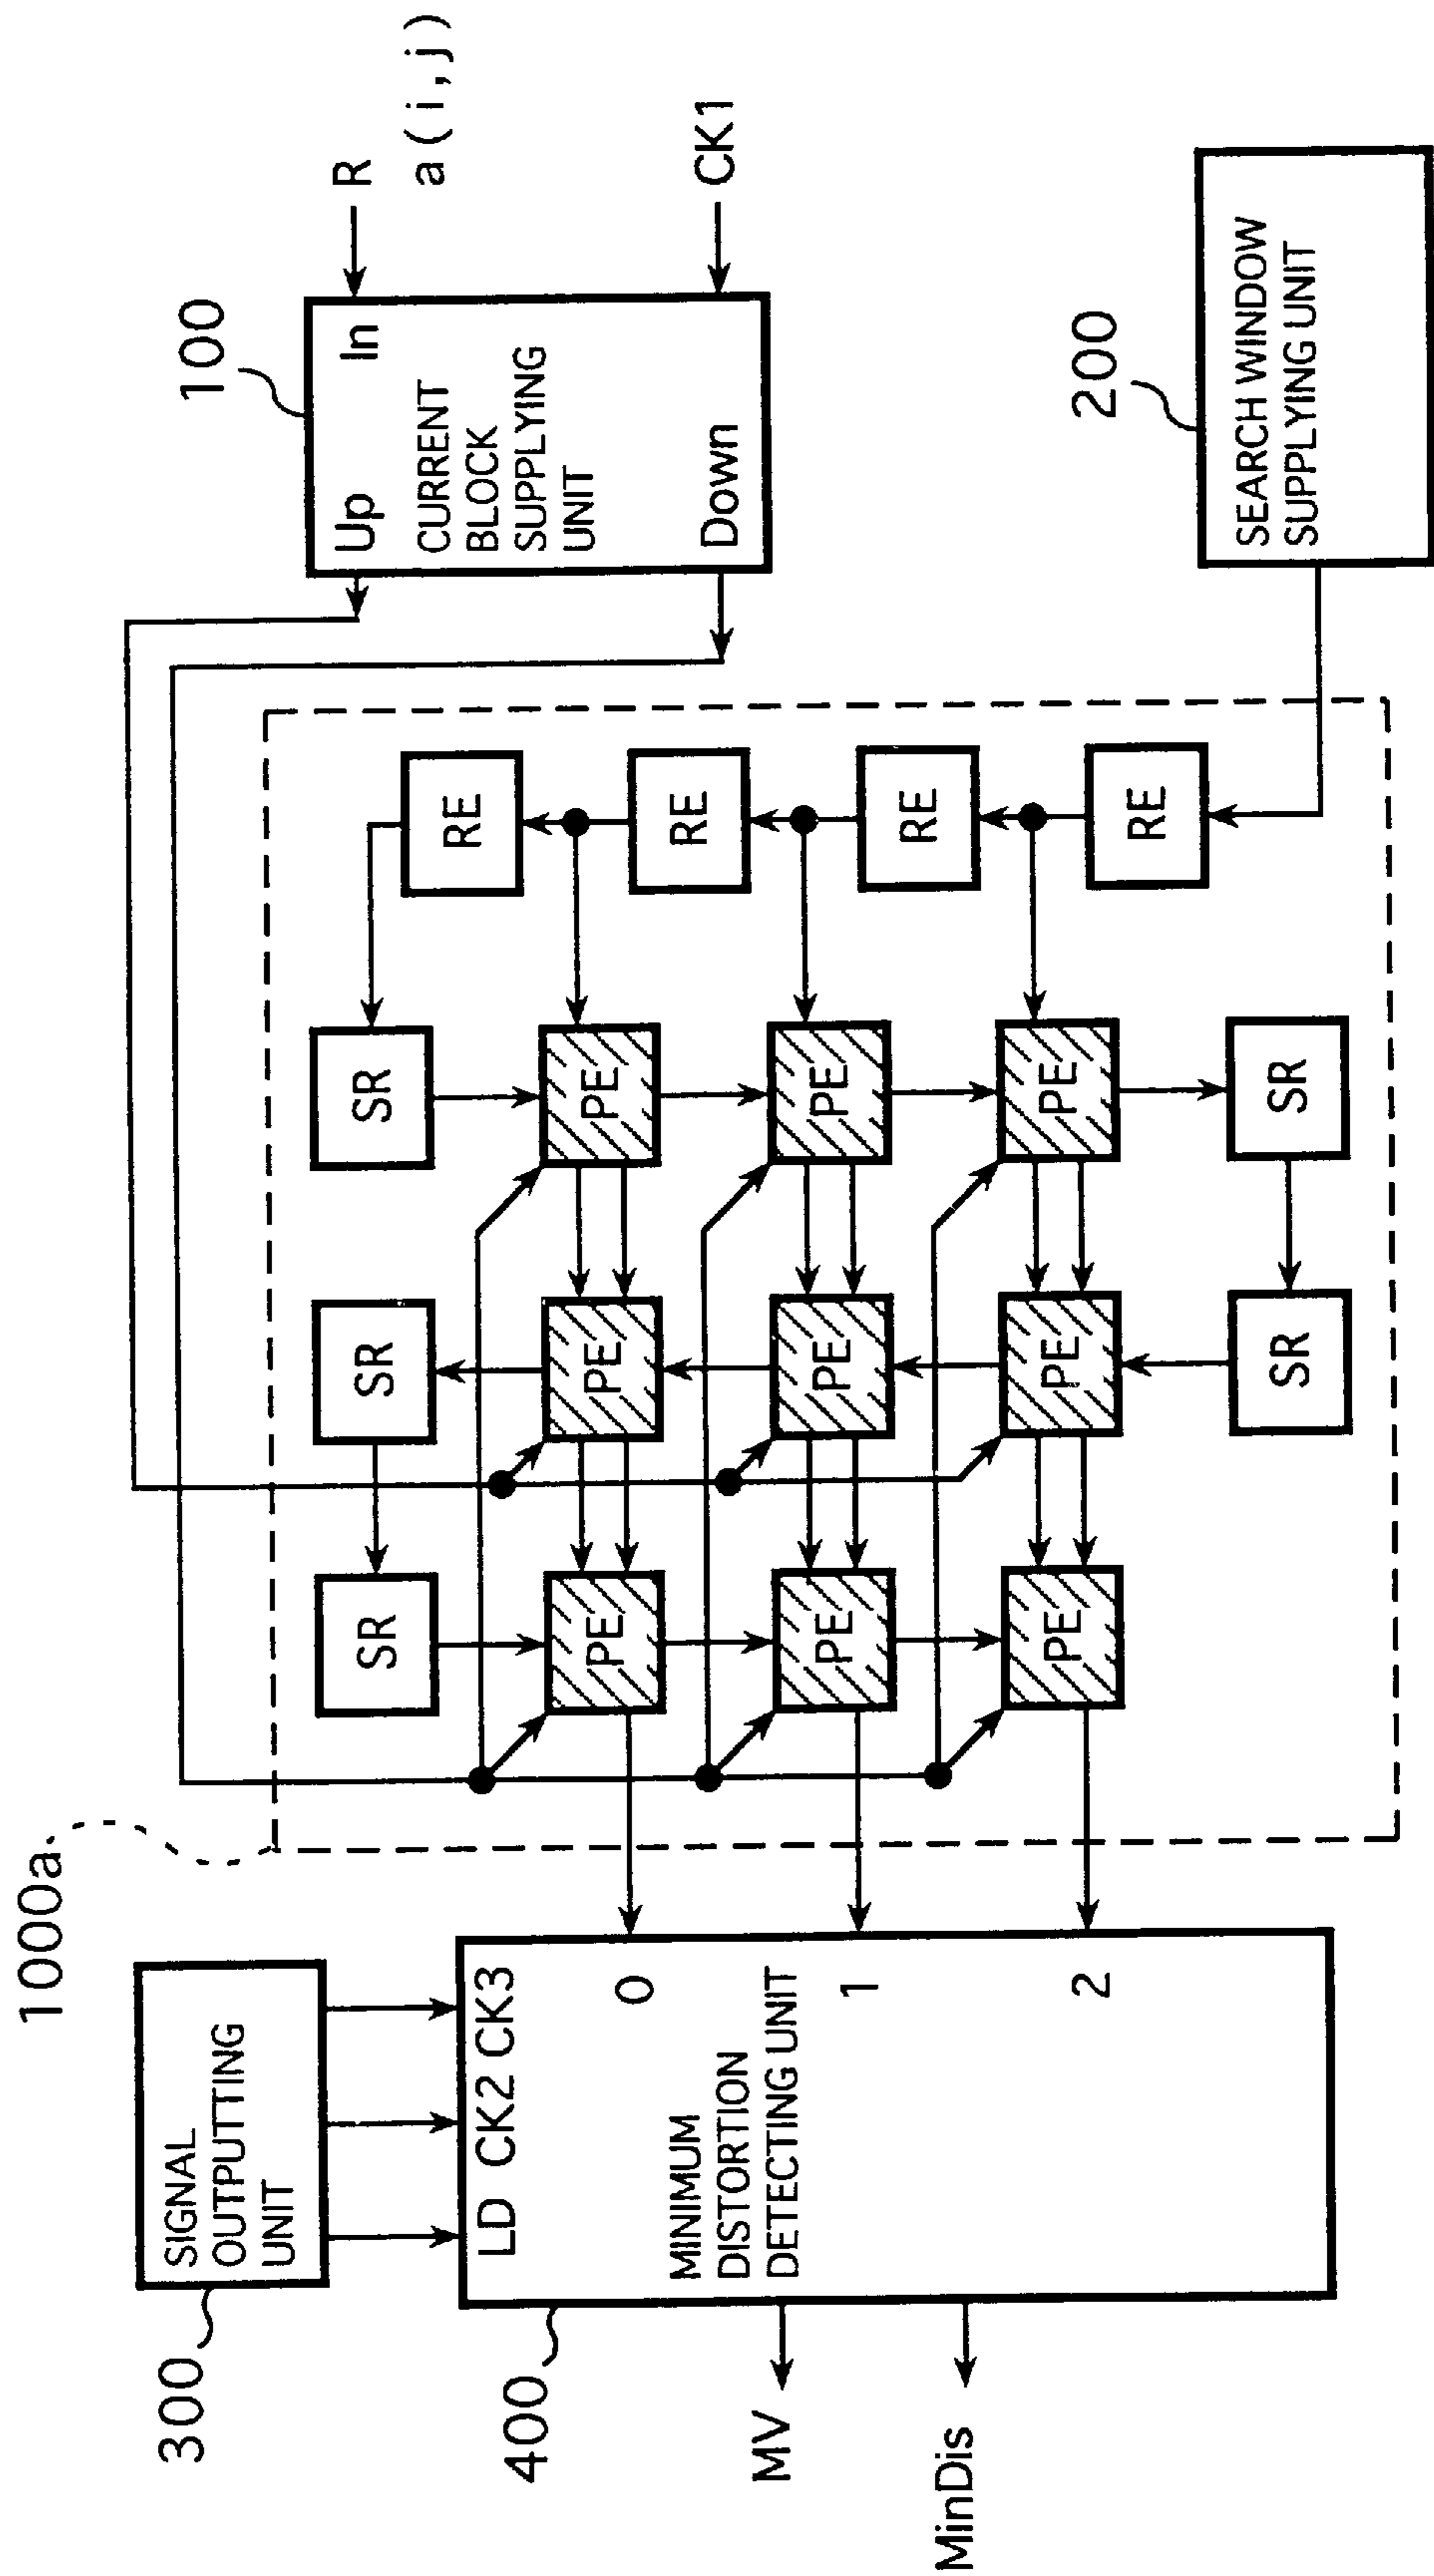 1000a
300
SIGNAL
OUTPUTTING
UNIT
400
LD CK2 CK3
MINIMUM
DISTORTION
DETECTING UNIT
0
1
2
MV
MinDis
SR SR SR
PE PE PE RE
PE PE PE RE
PE PE PE RE
SR SR RE
100
Up In
CURRENT
BLOCK
SUPPLYING
UNIT
Down
R
a(i,j)
CK1
200
SEARCH WINDOW
SUPPLYING UNIT